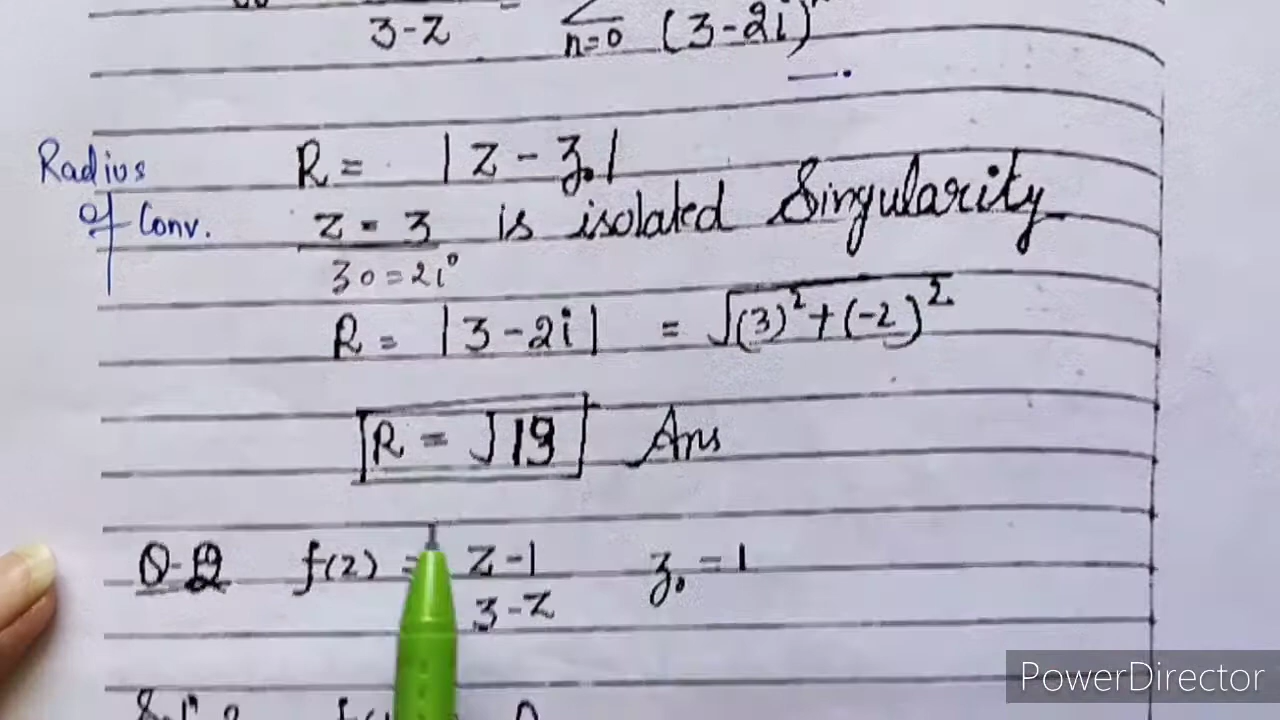 3-z n=0 (3-2i)
Radius R = |z - z₀|
of Conv. z = 3 is isolated Singularity
z0=2i
R = |3-2i| = √(3)²+(-2)²
R = √13 Ans
Q-2 f(z) = z-1 z₀=1
3-z
PowerDirector